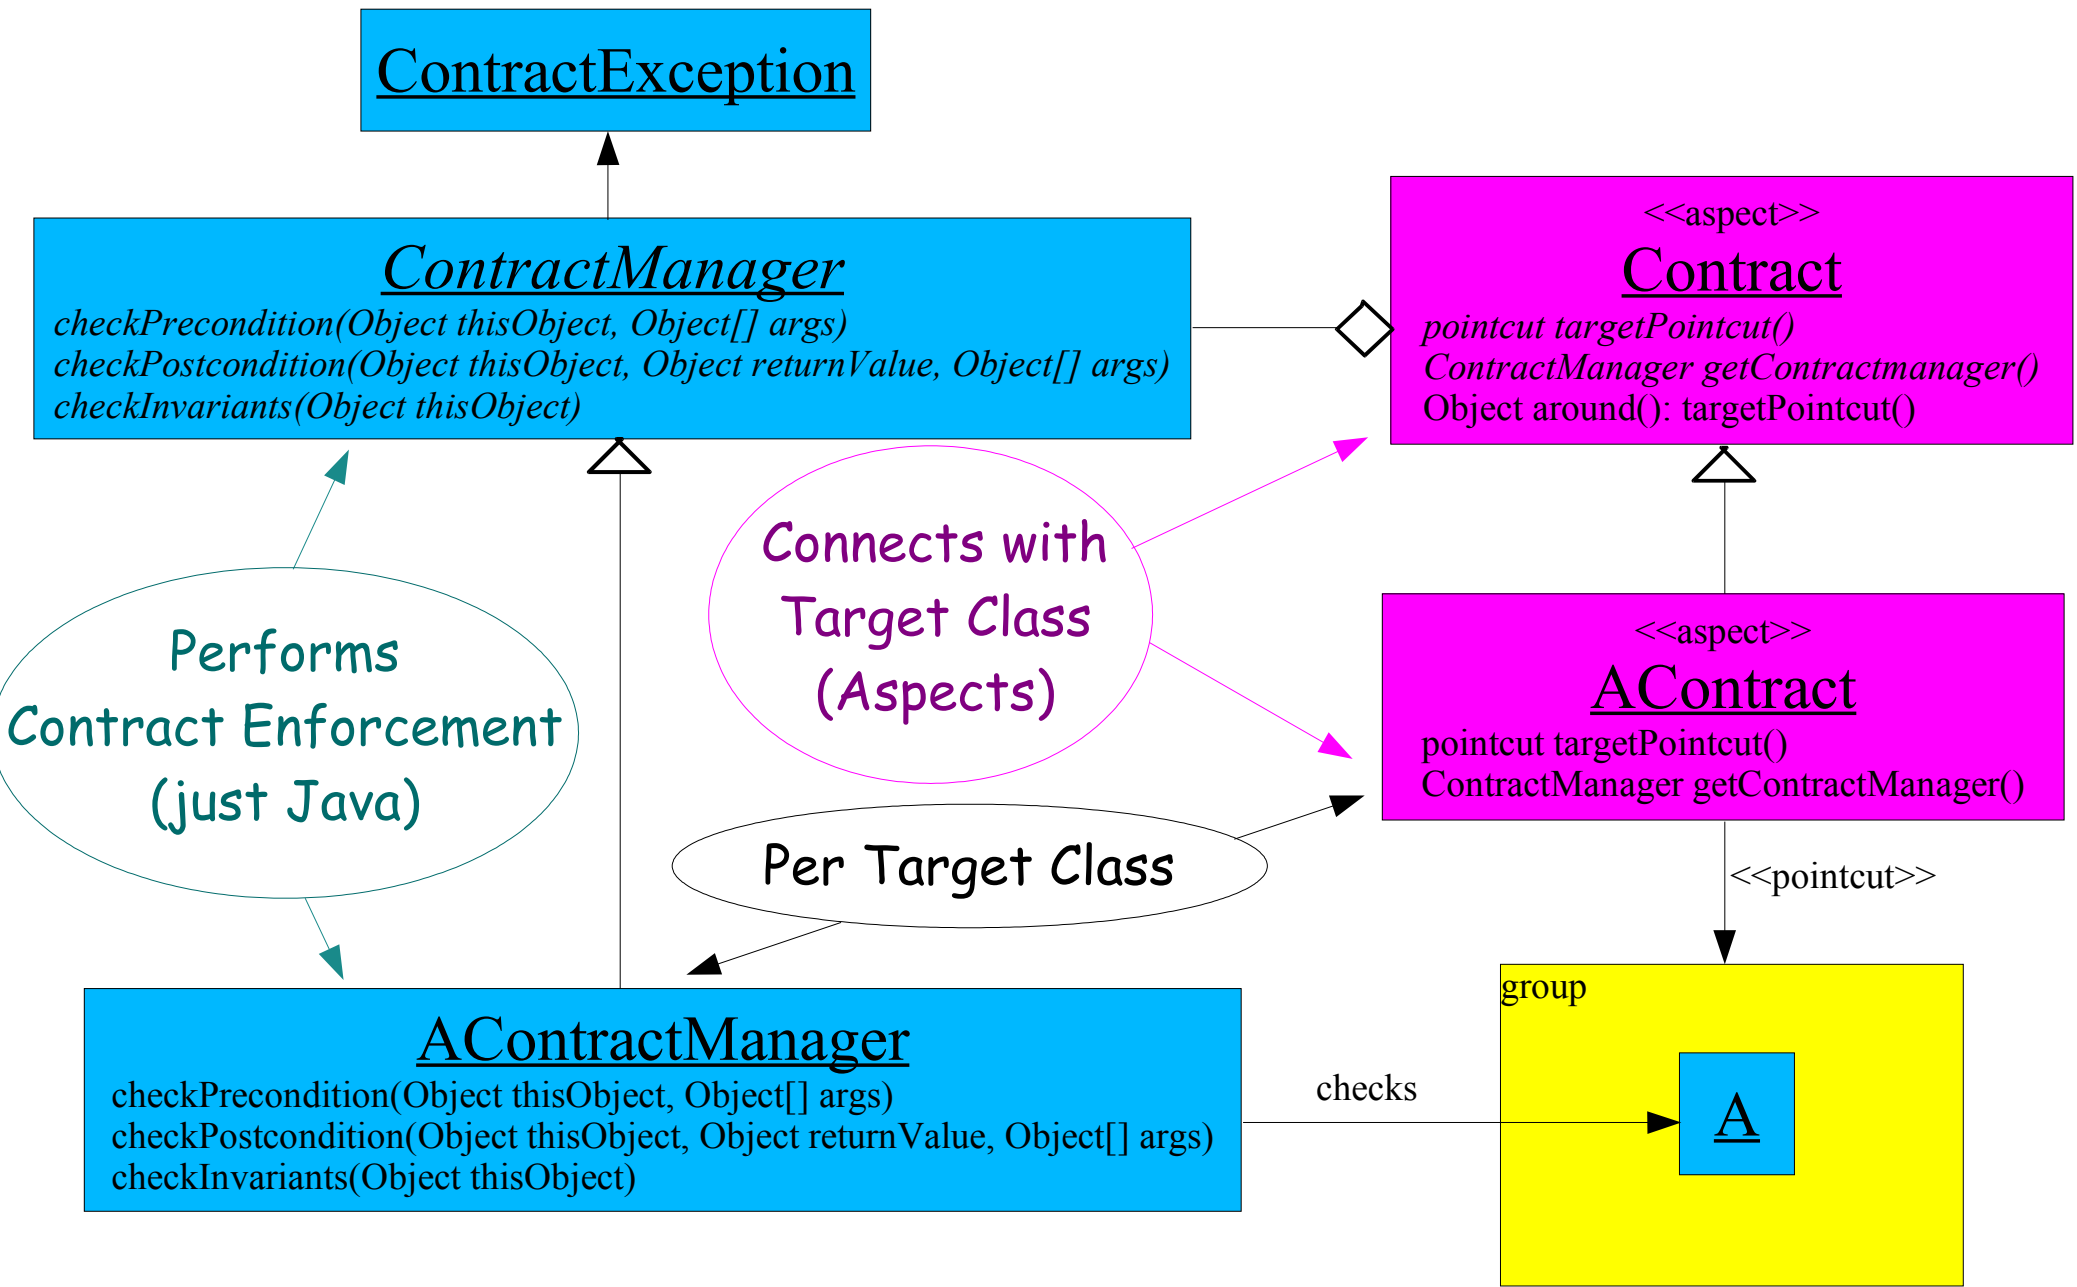 ContractException
ContractManager
checkPrecondition(Object thisObject, Object[] args)
checkPostcondition(Object thisObject, Object returnValue, Object[] args)
checkInvariants(Object thisObject)
<<aspect>>
Contract
pointcut targetPointcut()
ContractManager getContractmanager()
Object around(): targetPointcut()
Connects with
Target Class
(Aspects)
Performs
Contract Enforcement
(just Java)
<<aspect>>
AContract
pointcut targetPointcut()
ContractManager getContractManager()
Per Target Class
<<pointcut>>
AContractManager
checkPrecondition(Object thisObject, Object[] args)
checkPostcondition(Object thisObject, Object returnValue, Object[] args)
checkInvariants(Object thisObject)
checks
group
A